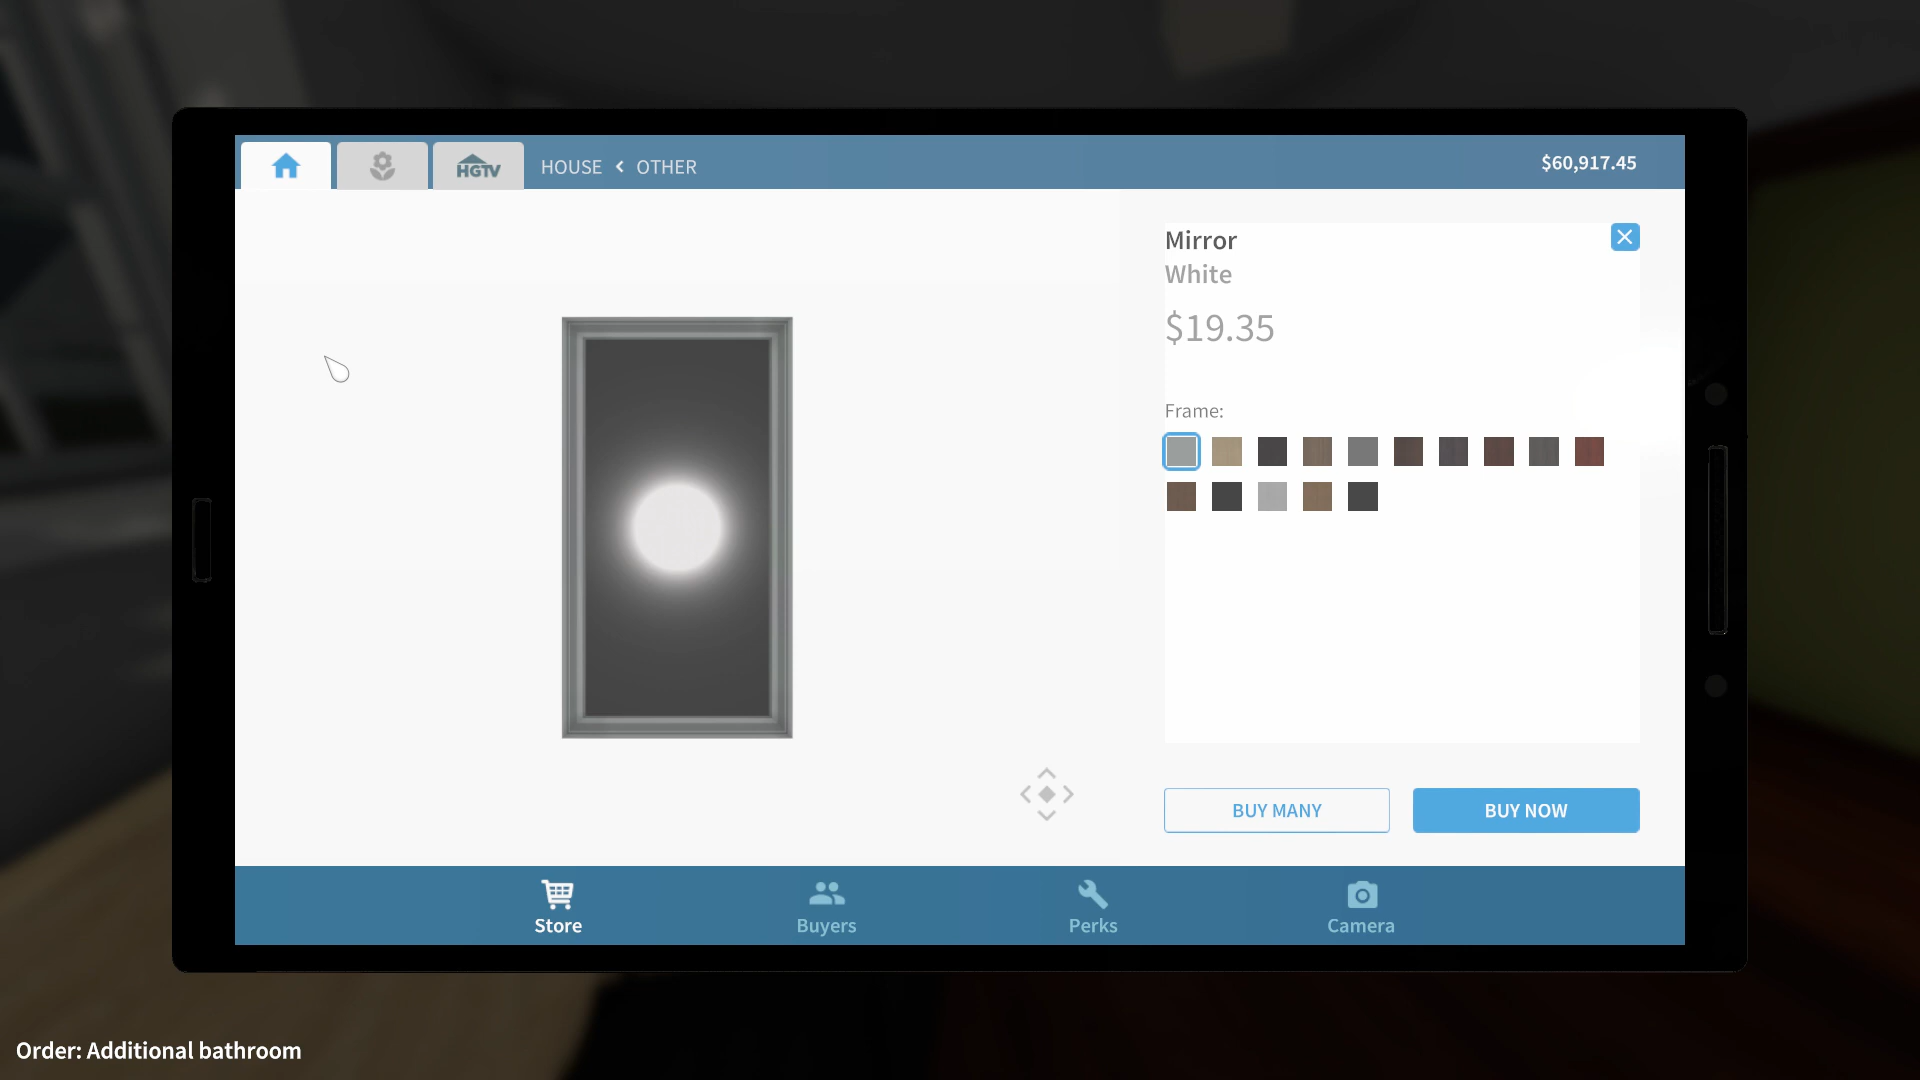 HGTV
HOUSE < OTHER
$60,917.45
Mirror
White
$19.35
Frame:
BUY MANY
BUY NOW
Store
Buyers
Perks
Camera
Order: Additional bathroom